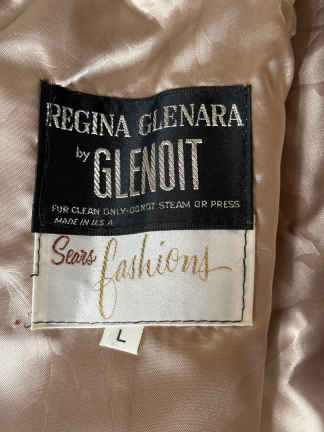 REGINA GLENARA
by GLENOIT
FUR CLEAN ONLY-DO NOT STEAM OR PRESS
MADE IN U.S.A.
Sears fashions
L